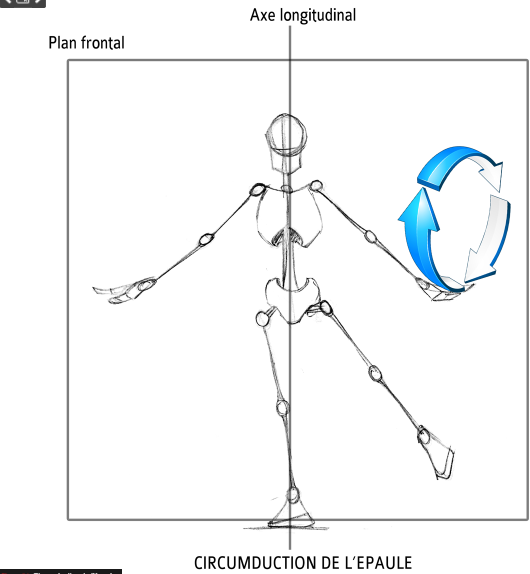 Axe longitudinal
Plan frontal
CIRCUMDUCTION DE L'EPAULE